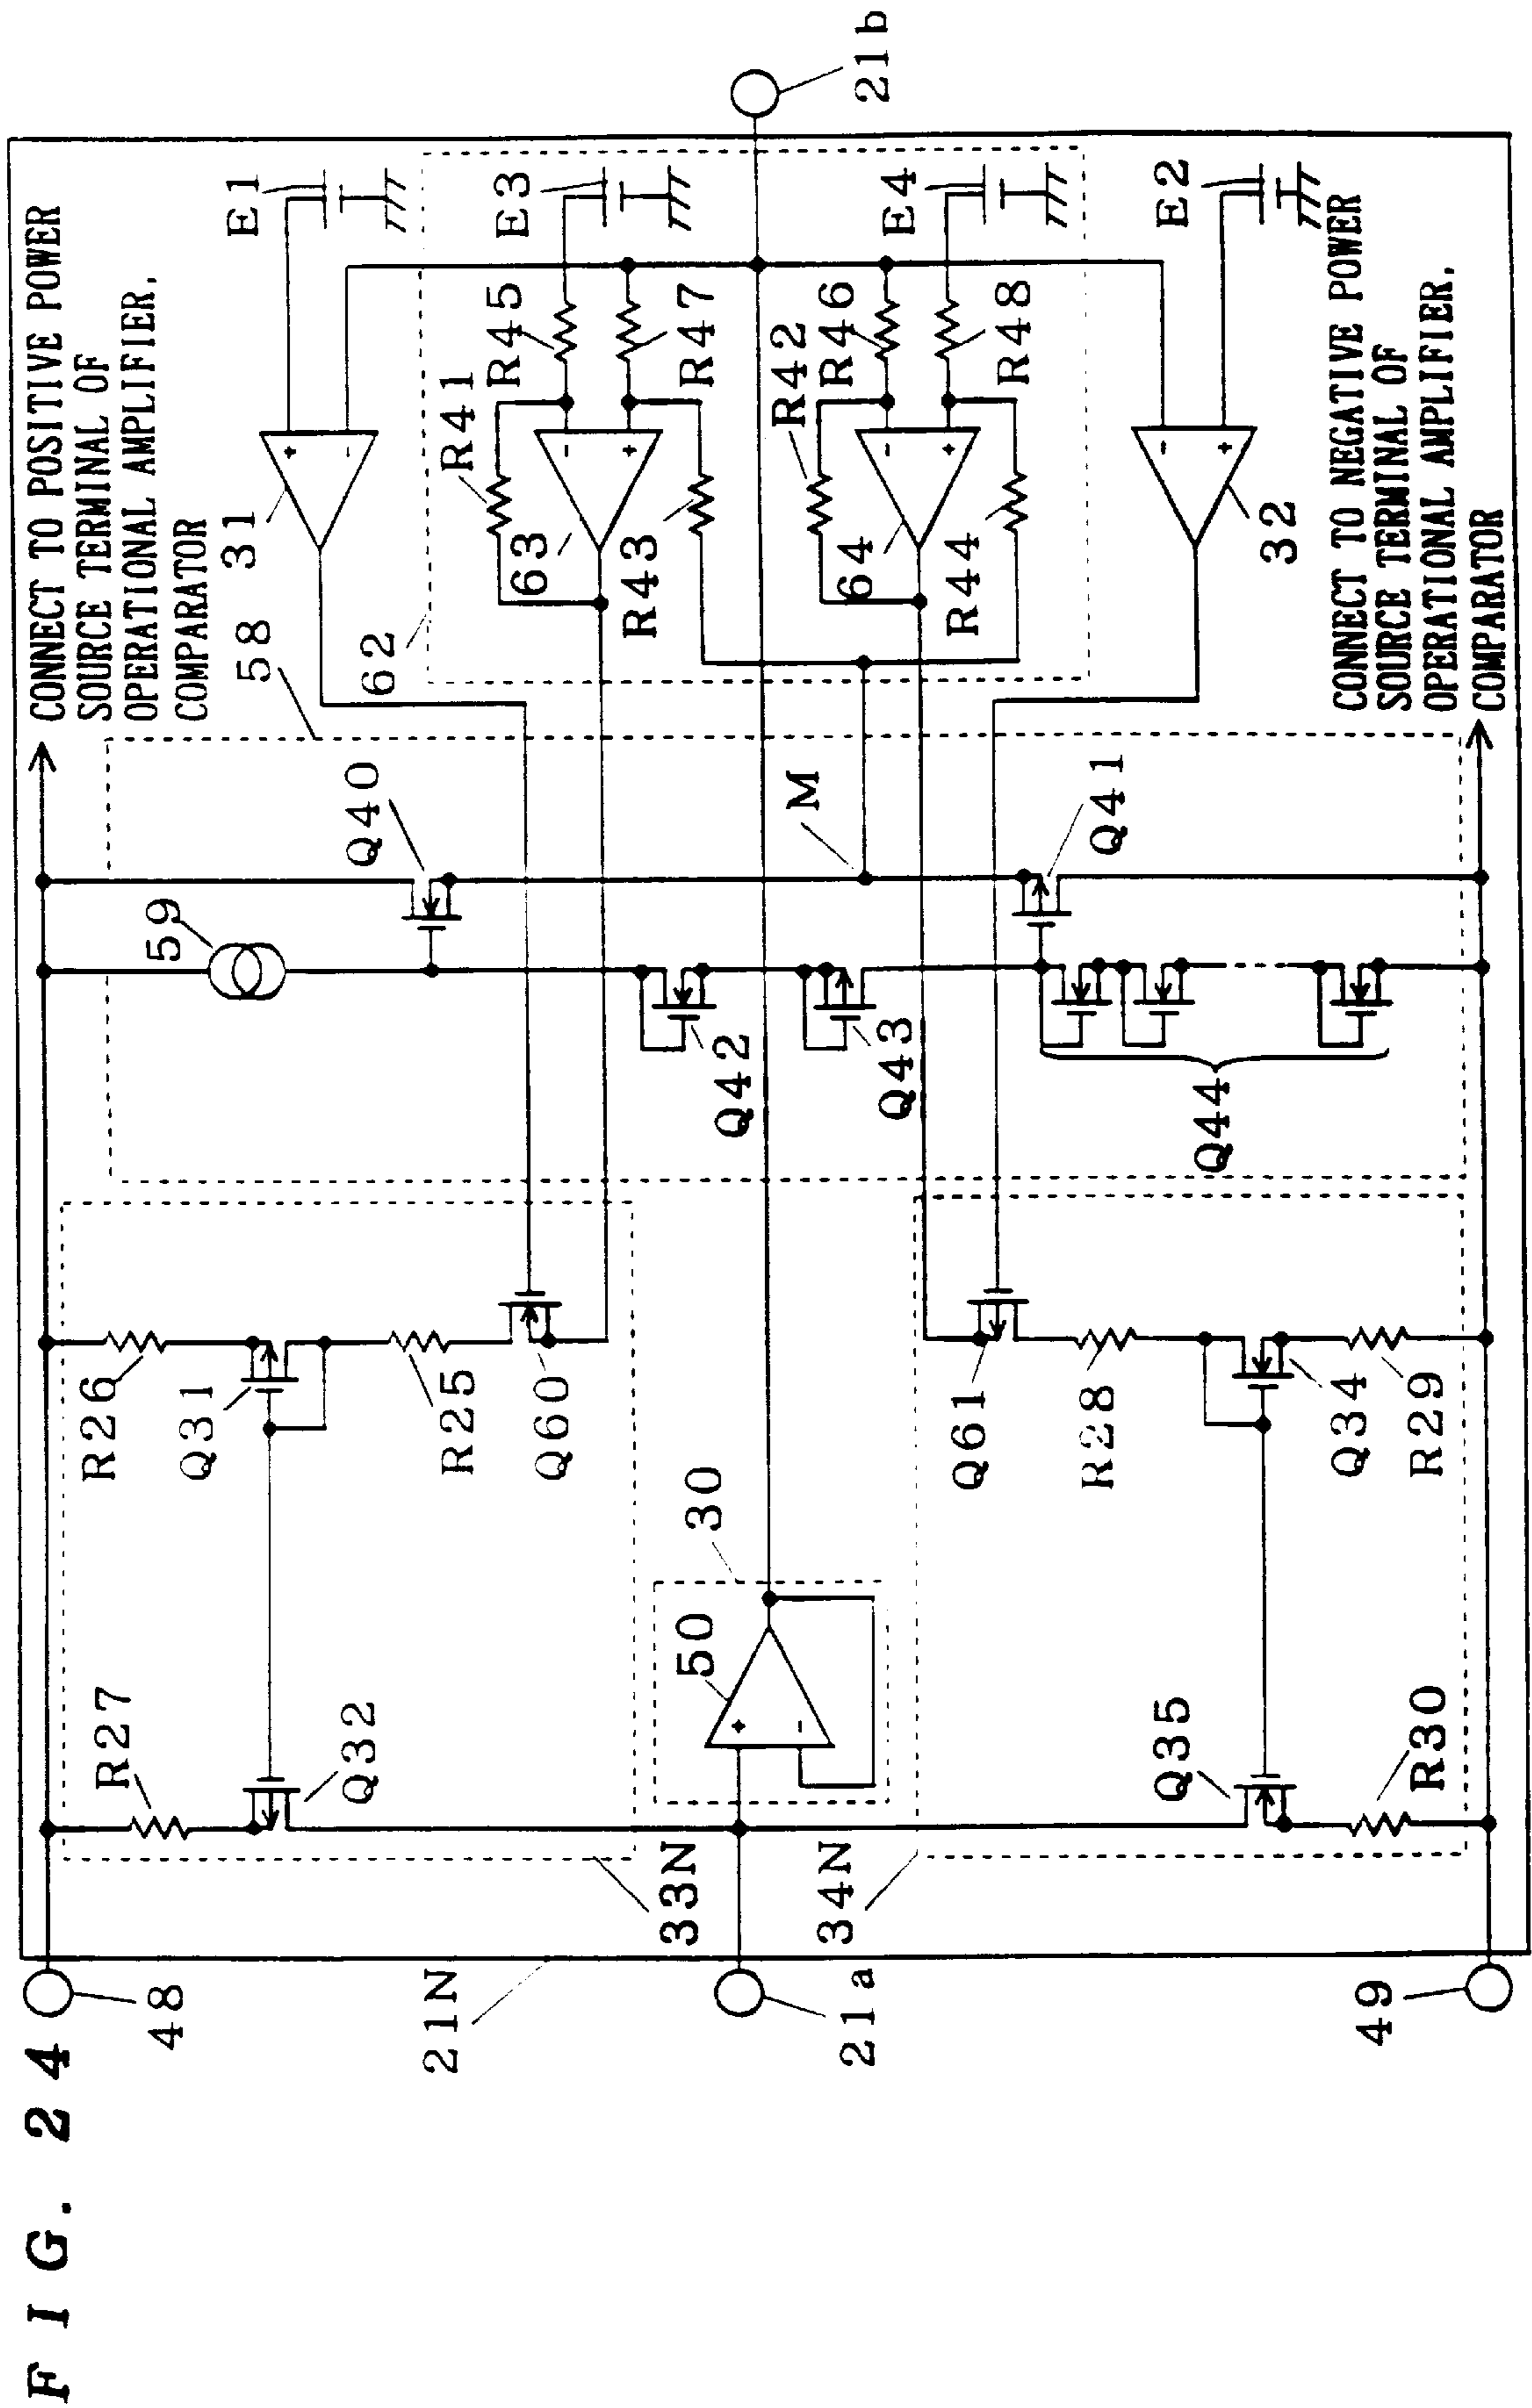 FIG. 24
CONNECT TO POSITIVE POWER
SOURCE TERMINAL OF
OPERATIONAL AMPLIFIER,
COMPARATOR
48
R27
R26
59
58
E1
31
Q32
Q31
Q40
+
-
R25
62
R41
R45
E3
Q60
63
-
+
21N
33N
R43
R47
30
50
+
-
Q42
21a
M
21b
34N
Q43
64
R42
R46
E4
-
+
Q61
R44
R48
R28
Q41
Q35
Q44
E2
-
+
32
Q34
R30
R29
49
CONNECT TO NEGATIVE POWER
SOURCE TERMINAL OF
OPERATIONAL AMPLIFIER,
COMPARATOR